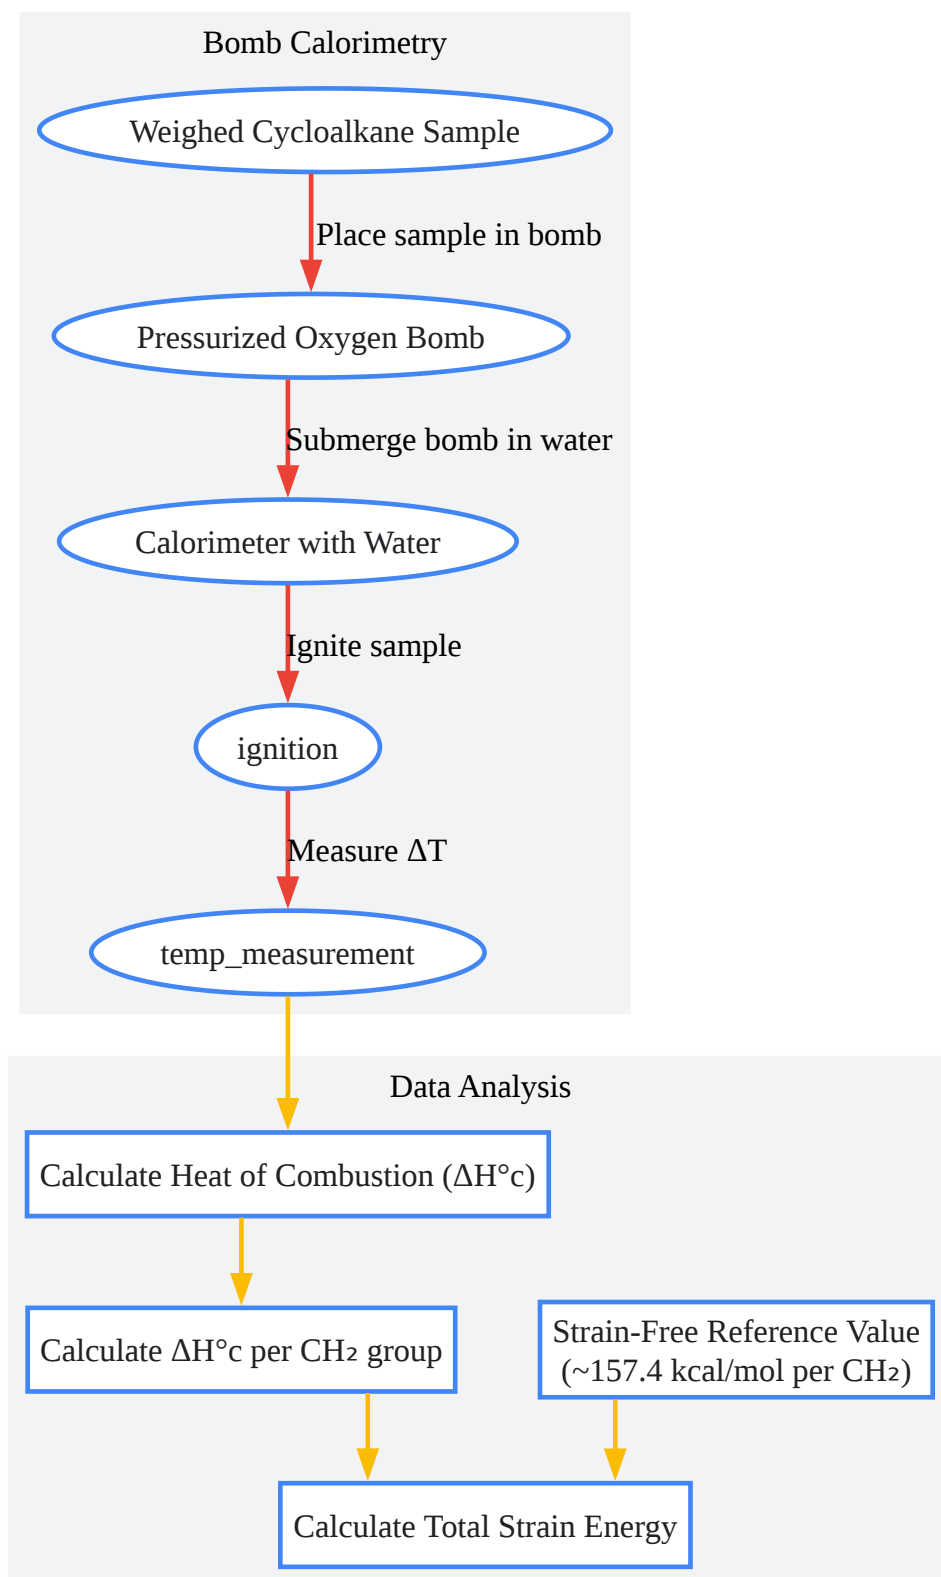 Bomb Calorimetry
Weighed Cycloalkane Sample
Place sample in bomb
Pressurized Oxygen Bomb
Submerge bomb in water
Calorimeter with Water
Ignite sample
ignition
Measure ΔT
temp_measurement
Data Analysis
Calculate Heat of Combustion (ΔH°c)
Calculate ΔH°c per CH₂ group
Strain-Free Reference Value
(~157.4 kcal/mol per CH₂)
Calculate Total Strain Energy